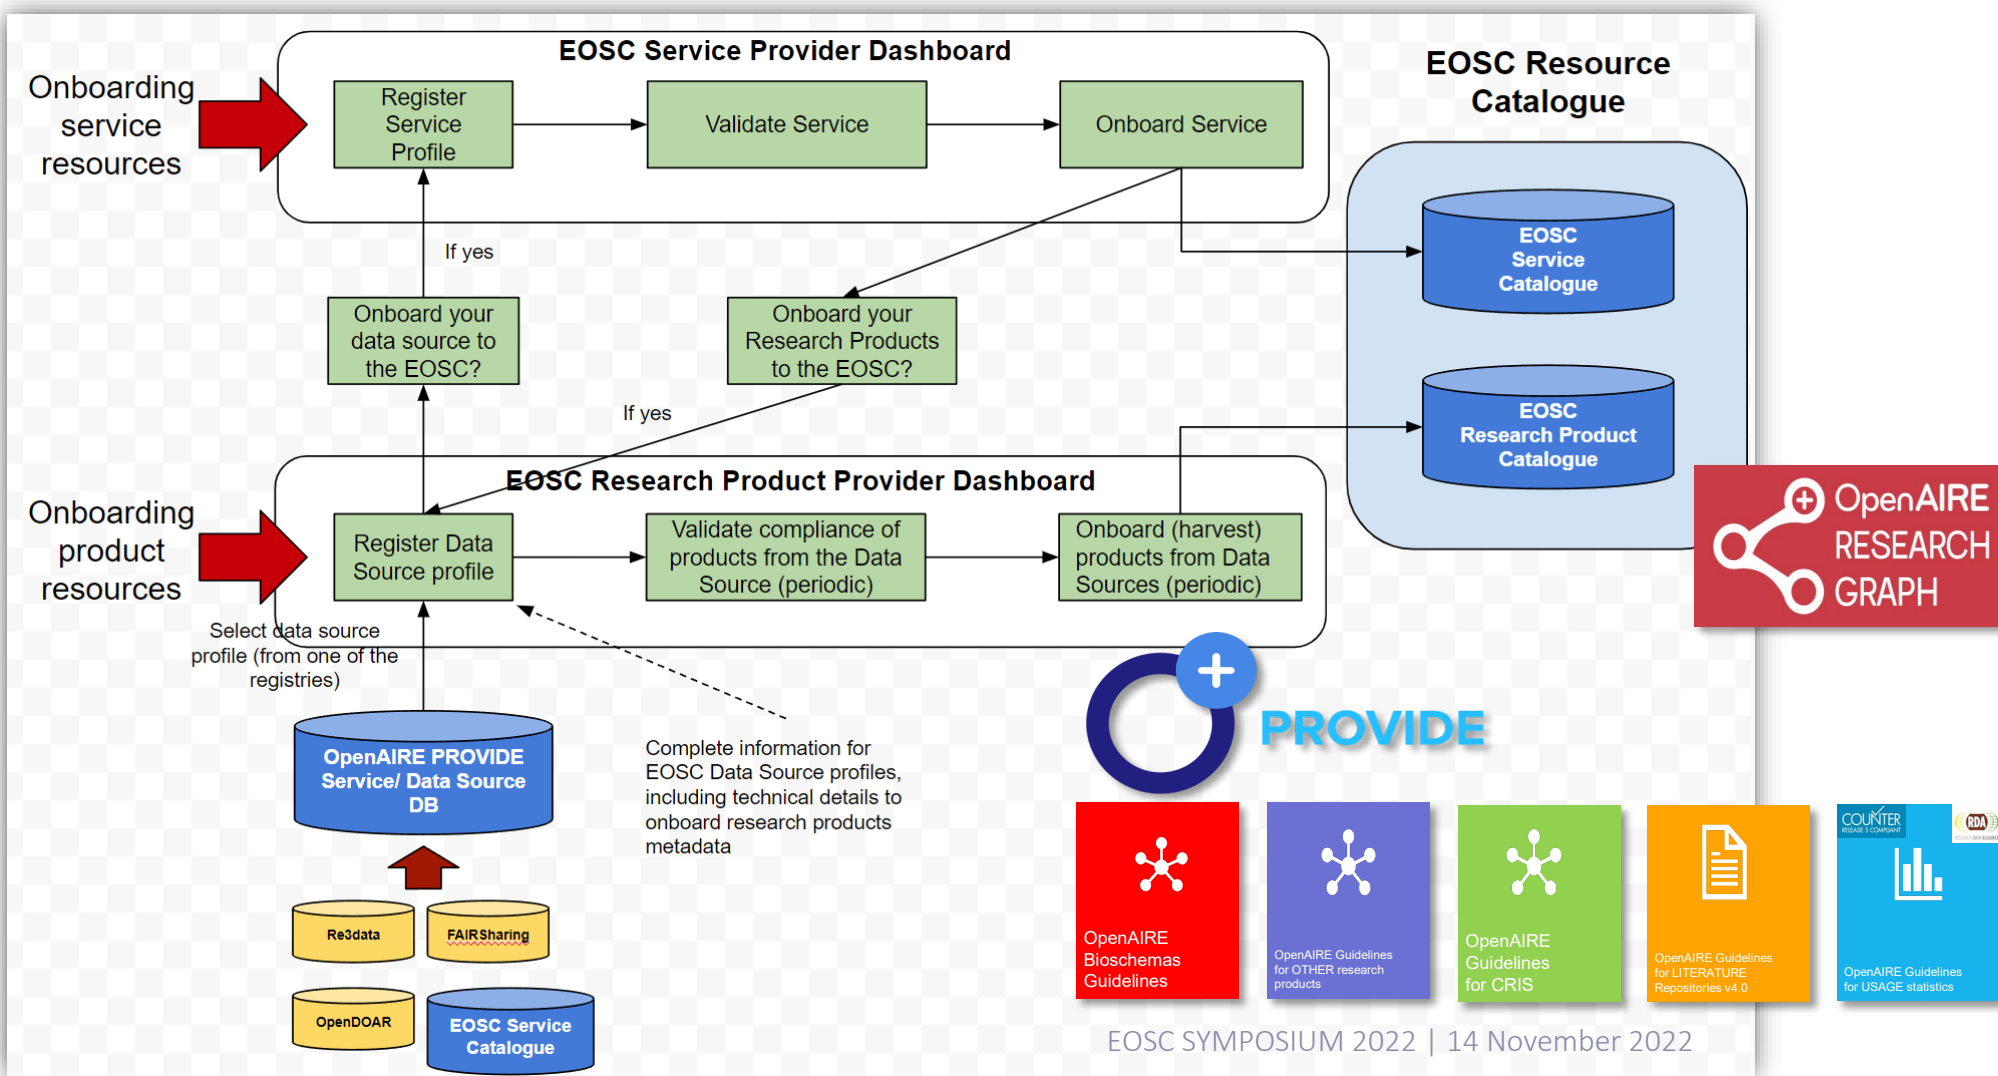 EOSC Service Provider Dashboard
Onboarding
service
resources
Register
Service
Profile
Validate Service
Onboard Service
EOSC Resource
Catalogue
EOSC
Service
Catalogue
If yes
Onboard your
data source to
the EOSC?
Onboard your
Research Products
to the EOSC?
If yes
EOSC
Research Product
Catalogue
EOSC Research Product Provider Dashboard
Onboarding
product
resources
Register Data
Source profile
Validate compliance of
products from the Data
Source (periodic)
Onboard (harvest)
products from Data
Sources (periodic)
OpenAIRE
RESEARCH
GRAPH
Select data source
profile (from one of the
registries)
OpenAIRE PROVIDE
Service/ Data Source
DB
Complete information for
EOSC Data Source profiles,
including technical details to
onboard research products
metadata
PROVIDE
Re3data
FAIRSharing
OpenDOAR
EOSC Service
Catalogue
OpenAIRE
Bioschemas
Guidelines
OpenAIRE Guidelines
for OTHER research
products
OpenAIRE
Guidelines
for CRIS
OpenAIRE Guidelines
for LITERATURE
Repositories v4.0
COUNTER
RELEASE 5 COMPLIANT
RDA
OpenAIRE Guidelines
for USAGE statistics
EOSC SYMPOSIUM 2022 | 14 November 2022